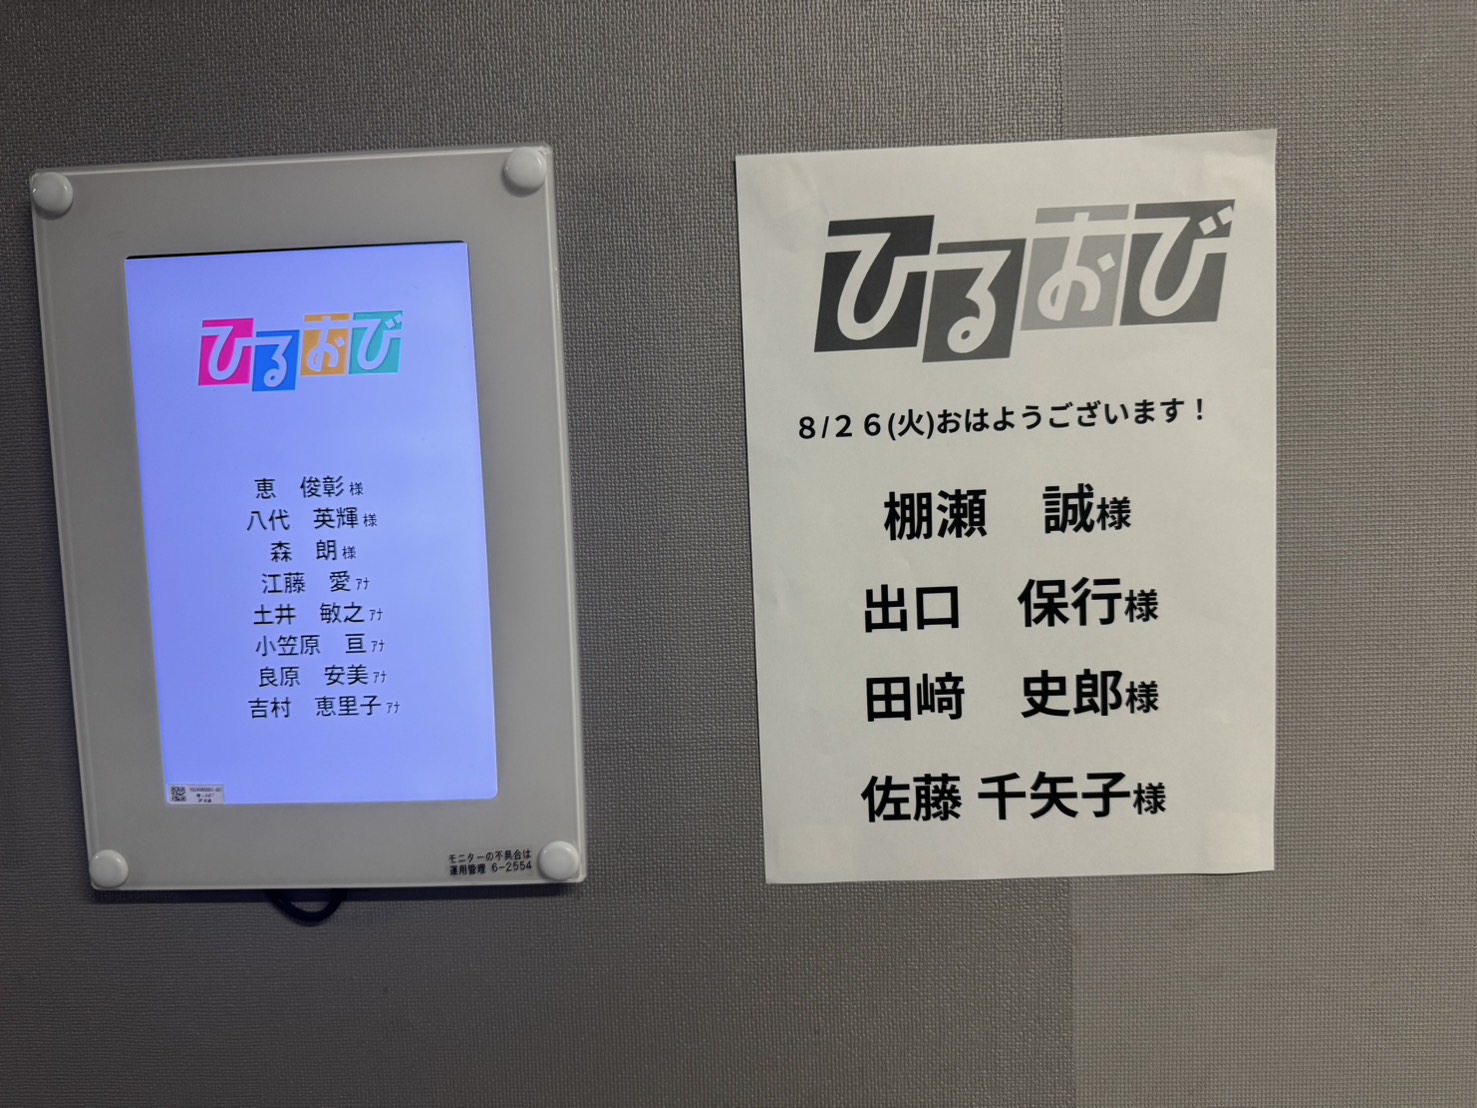 ひるおび
恵　俊彰様
八代　英輝様
森　朗様
江藤　愛ｱﾅ
土井　敏之ｱﾅ
小笠原　亘ｱﾅ
良原　安美ｱﾅ
吉村　恵里子ｱﾅ
モニターの不具合は
運用管理 6-2554
ひるおび
８/２６(火)おはようございます！
棚瀬　誠様
出口　保行様
田﨑　史郎様
佐藤 千矢子様